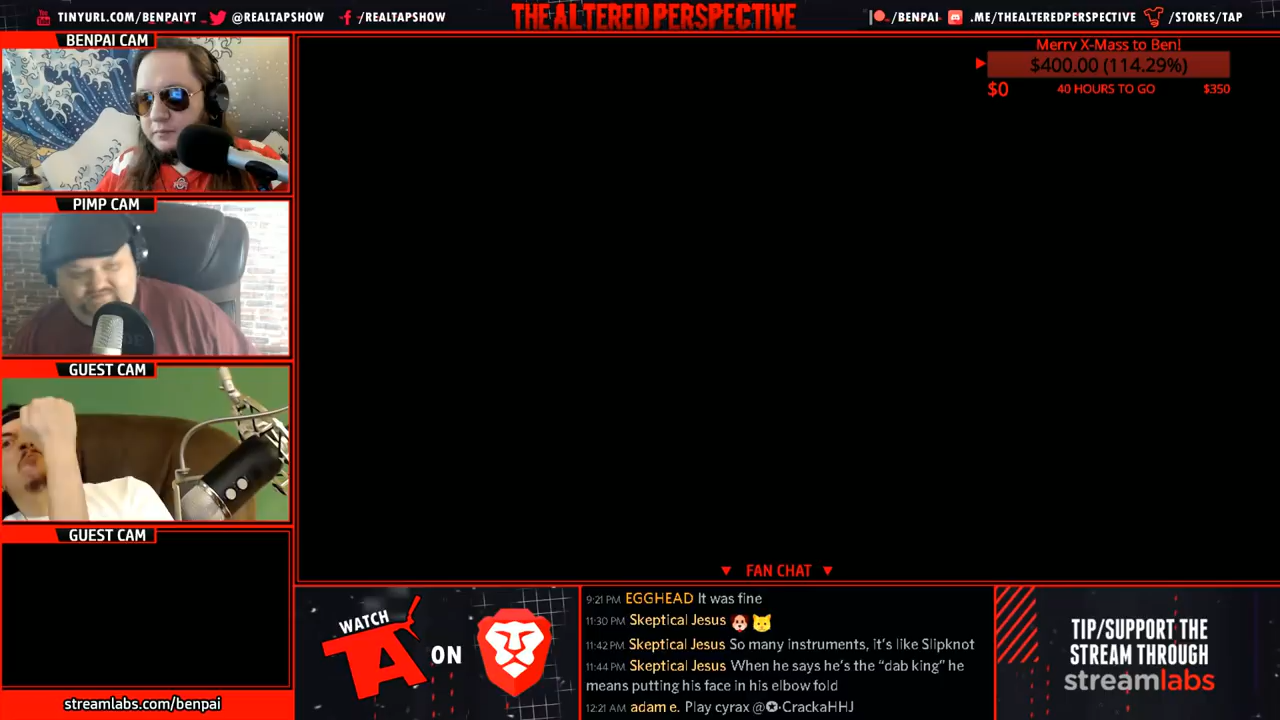 TINYURL.COM/BENPAIYT @REALTAPSHOW /REALTAPSHOW THE ALTERED PERSPECTIVE /BENPAI .ME/THEALTEREDPERSPECTIVE /STORES/TAP
BENPAI CAM
Merry X-Mass to Ben!
$400.00 (114.29%)
$0 40 HOURS TO GO $350
PIMP CAM
GUEST CAM
GUEST CAM
▼ FAN CHAT ▼
9:21 PM EGGHEAD It was fine
11:30 PM Skeptical Jesus 🐶 🐱
11:42 PM Skeptical Jesus So many instruments, it's like Slipknot
11:44 PM Skeptical Jesus When he says he's the “dab king” he
means putting his face in his elbow fold
12:21 AM adam e. Play cyrax @✪·CrackaHHJ
WATCH
TA ON
TIP/SUPPORT THE
STREAM THROUGH
streamlabs
streamlabs.com/benpai